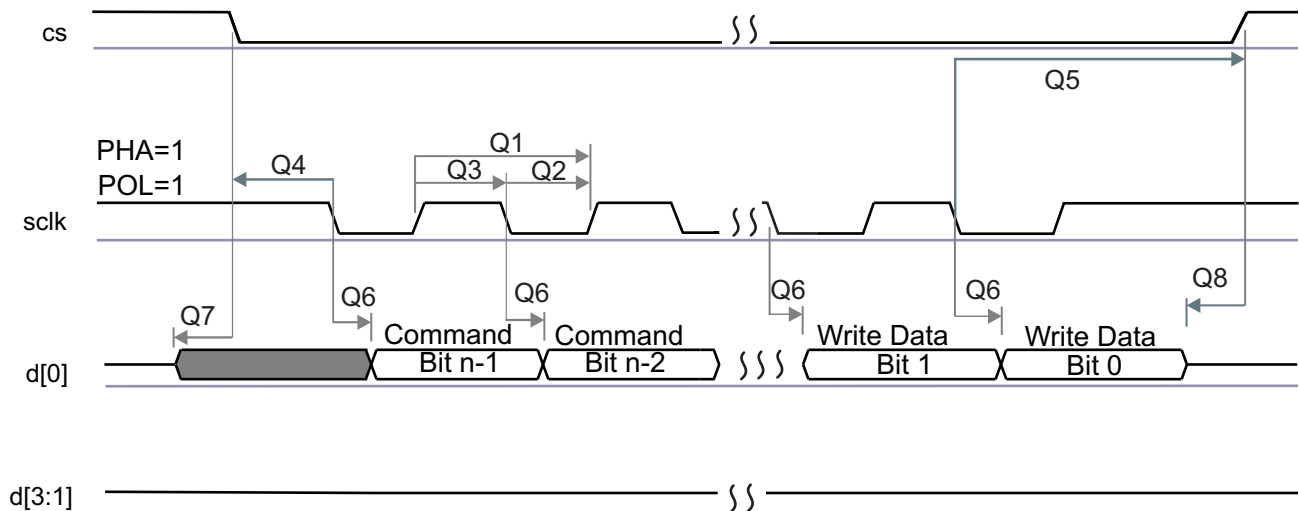 cs
Q5
PHA=1
POL=1
Q4
Q1
Q3 Q2
sclk
Q7
Q6
Q6
Q6
Q6
Q8
Command Command Write Data Write Data
d[0] Bit n-1 Bit n-2 Bit 1 Bit 0
d[3:1]